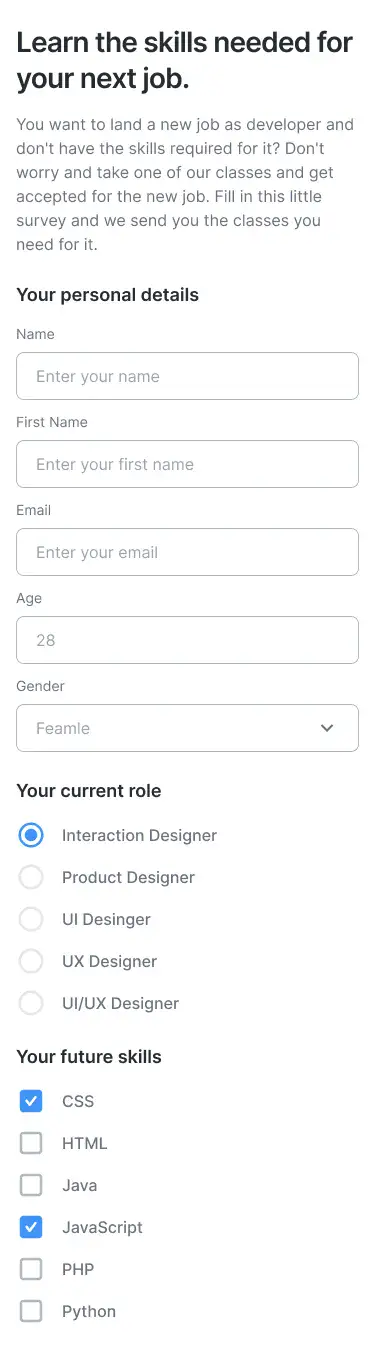 Learn the skills needed for
your next job.
You want to land a new job as developer and
don't have the skills required for it? Don't
worry and take one of our classes and get
accepted for the new job. Fill in this little
survey and we send you the classes you
need for it.
Your personal details
Name
Enter your name
First Name
Enter your first name
Email
Enter your email
Age
28
Gender
Feamle
Your current role
Interaction Designer
Product Designer
UI Desinger
UX Designer
UI/UX Designer
Your future skills
CSS
HTML
Java
JavaScript
PHP
Python